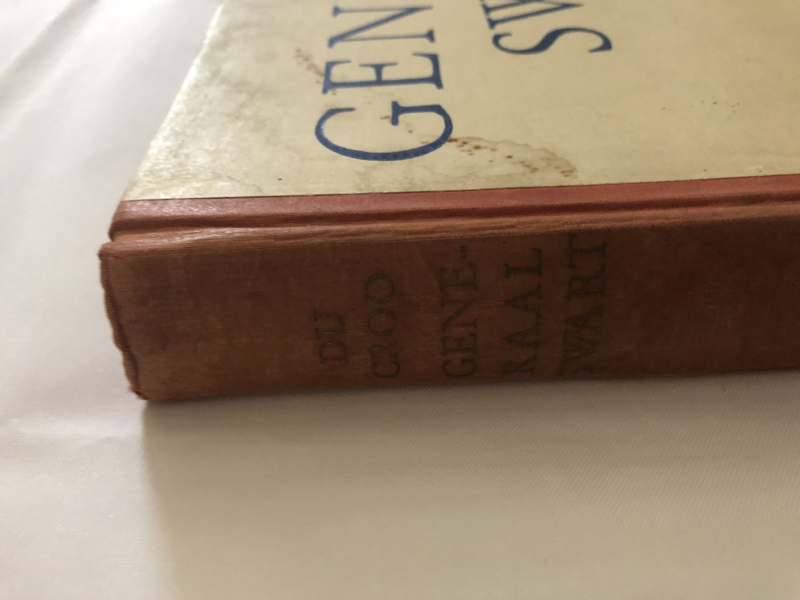 GEN
SW
DU
CROO
GENE-
RAAL
SWART